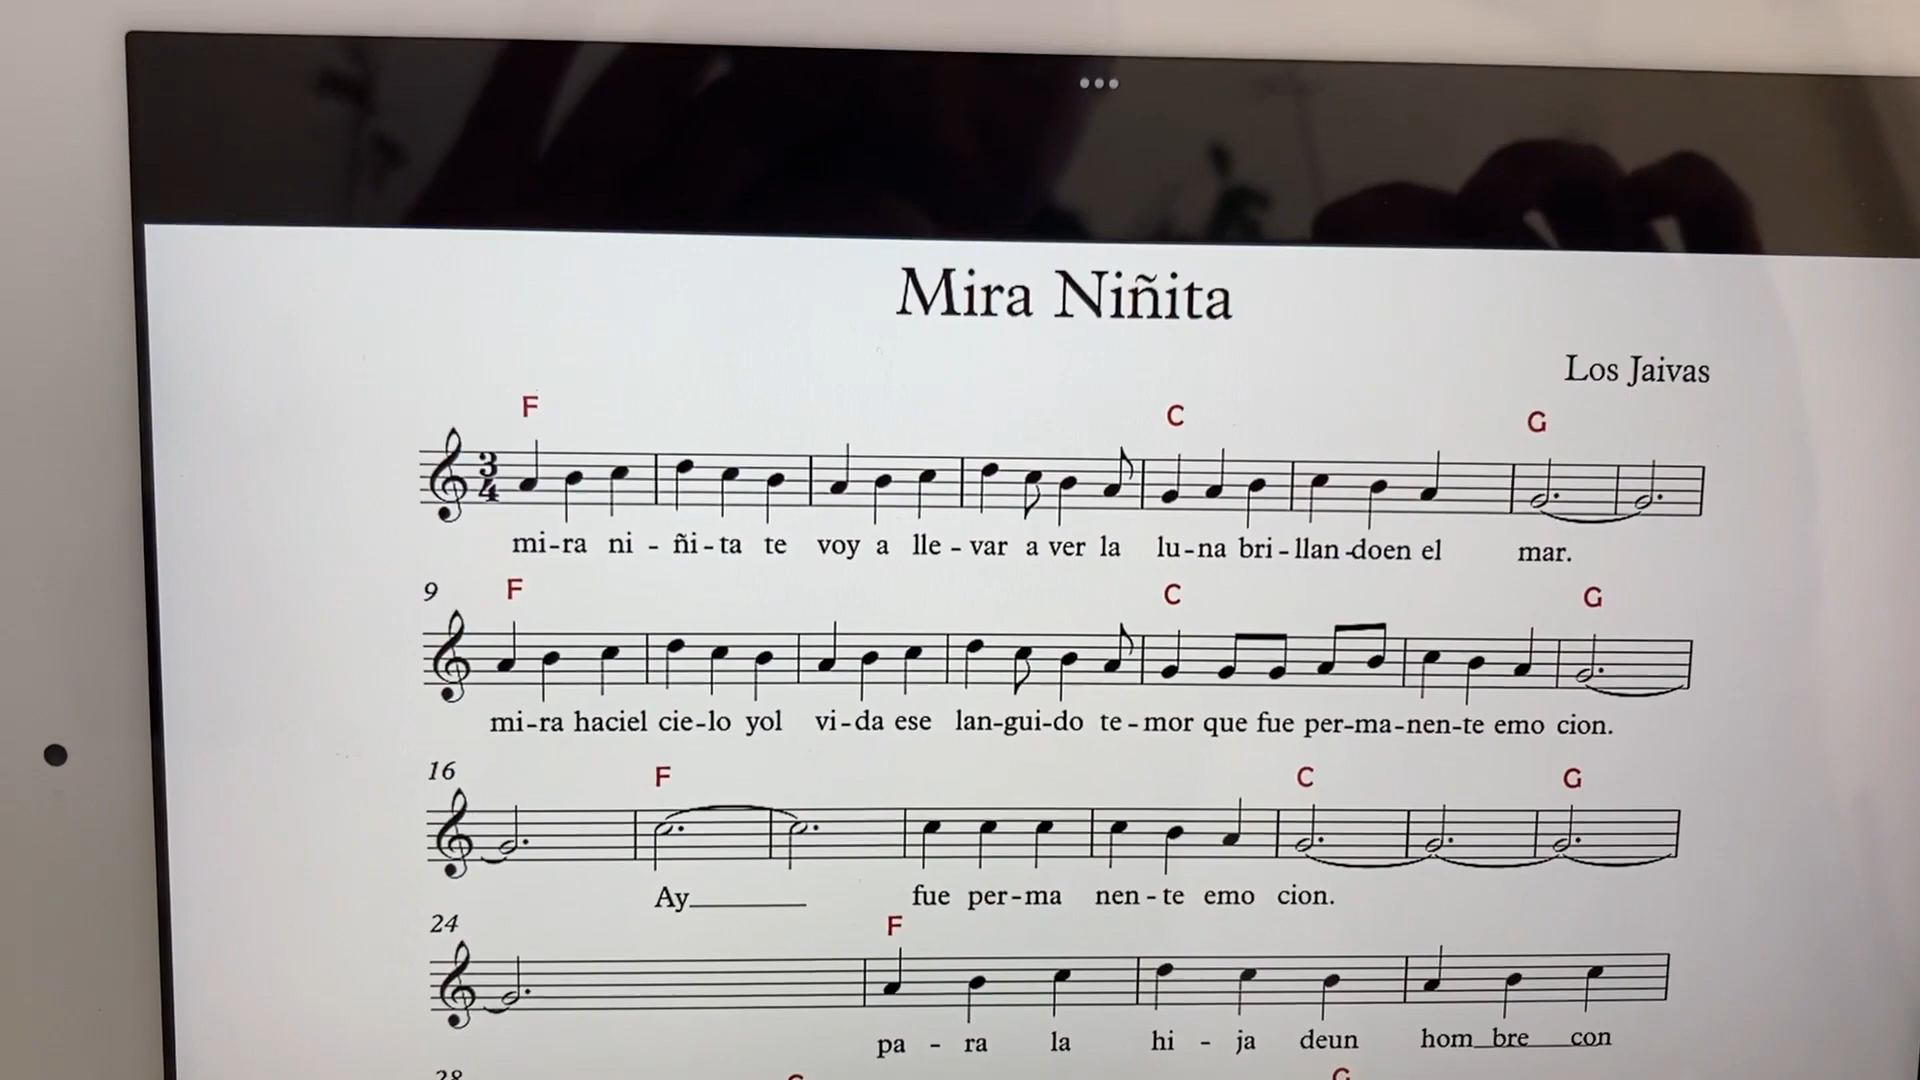 Mira Niñita
Los Jaivas
F C G
3
4
mi-ra ni - ñi-ta te voy a lle - var a ver la lu-na bri-llan-doen el mar.
9 F C G
mi-ra haciel cie-lo yol vi-da ese lan-gui-do te-mor que fue per-ma-nen-te emo cion.
16 F C G
Ay fue per-ma nen-te emo cion.
24 F
pa - ra la hi - ja deun hom bre con
28 G